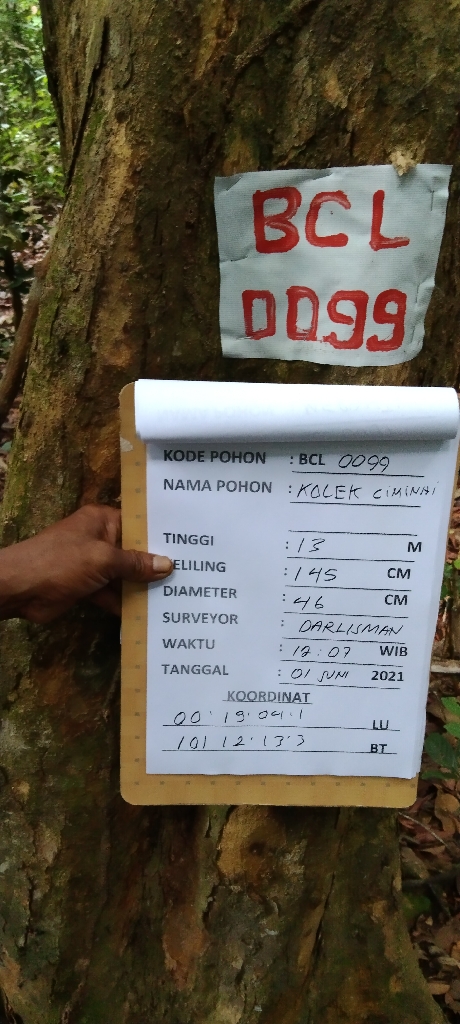 BCL
0099
KODE POHON : BCL 0099
NAMA POHON : KOLEK CIMINAI
TINGGI : 13 M
KELILING : 145 CM
DIAMETER : 46 CM
SURVEYOR : DARLISMAN
WAKTU : 12:07 WIB
TANGGAL : 01 JUNI 2021
KOORDINAT
00° 19' 04.1 LU
101 12' 13'3 BT